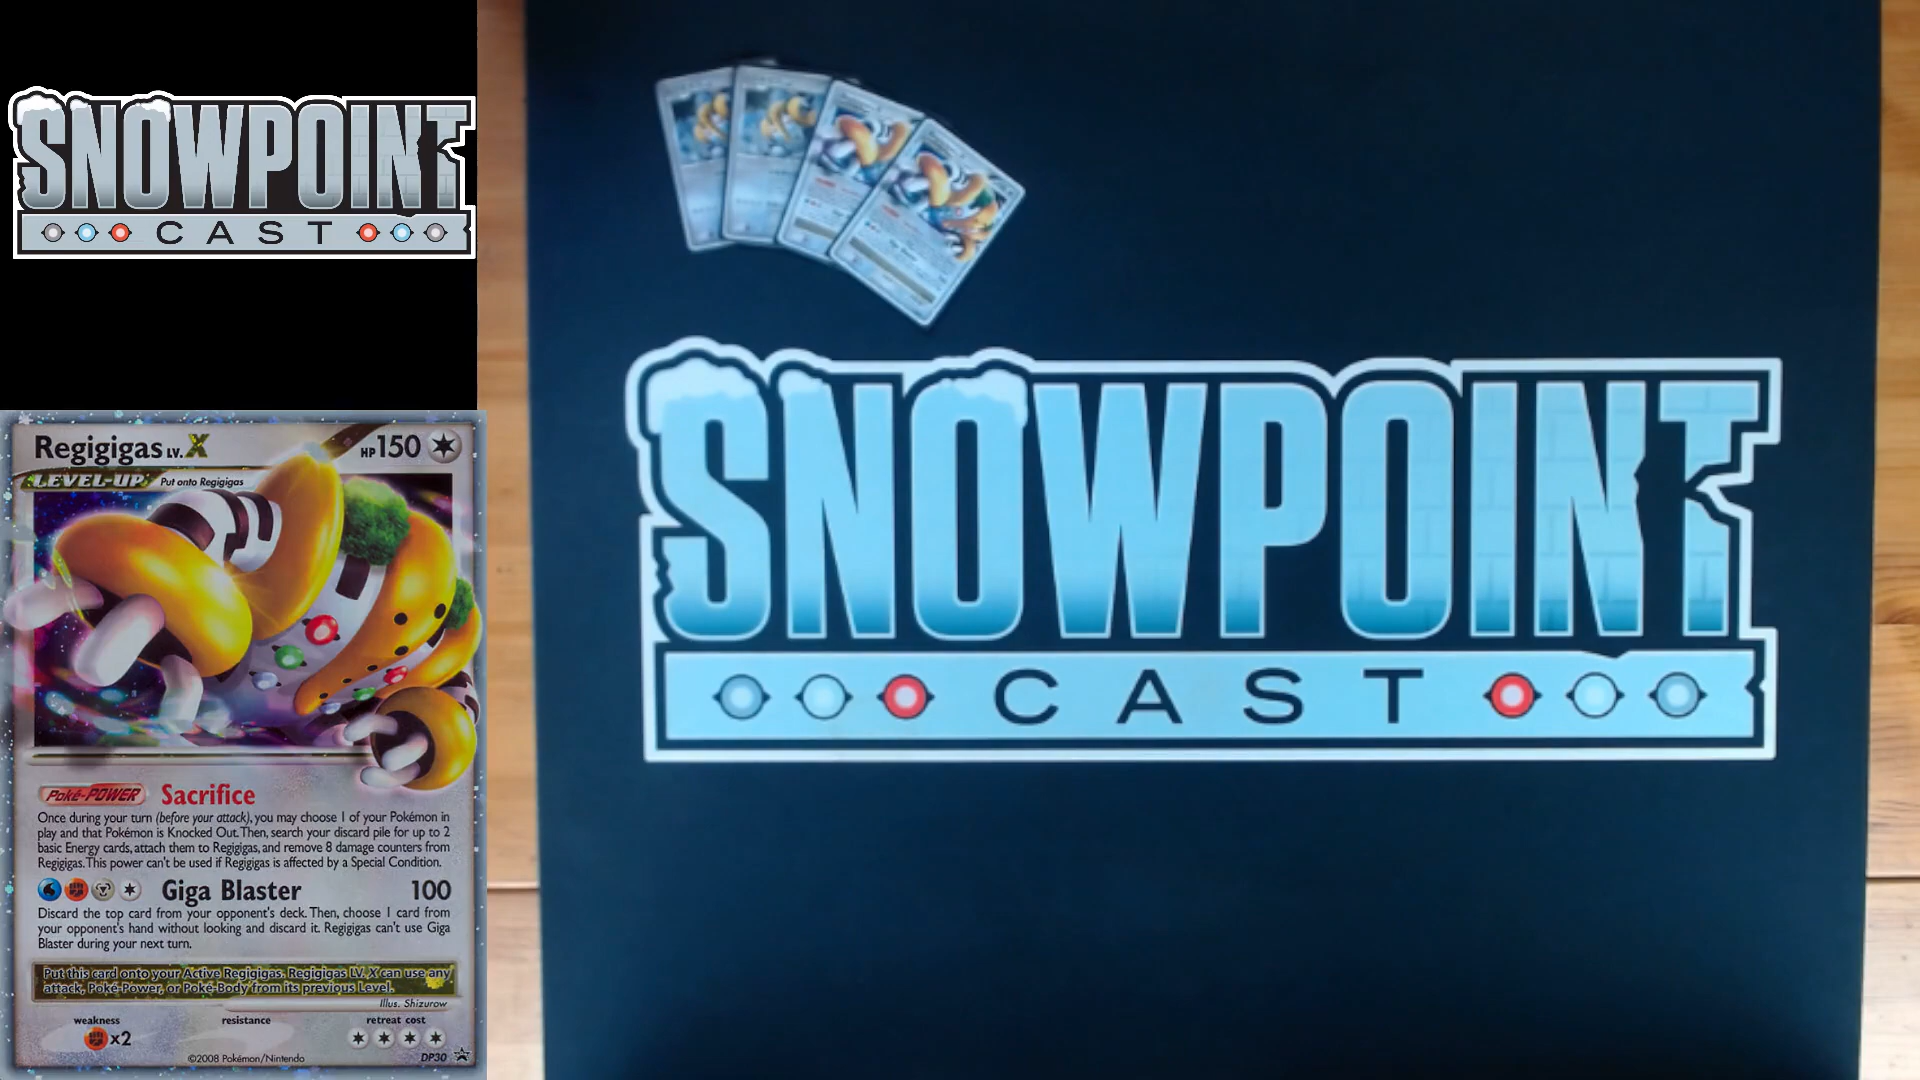 SNOWPOINT
CAST
Regigigas LV.X HP 150
LEVEL-UP Put onto Regigigas
Poké-POWER Sacrifice
Once during your turn (before your attack), you may choose 1 of your Pokémon in
play and that Pokémon is Knocked Out. Then, search your discard pile for up to 2
basic Energy cards, attach them to Regigigas, and remove 8 damage counters from
Regigigas. This power can't be used if Regigigas is affected by a Special Condition.
Giga Blaster 100
Discard the top card from your opponent's deck. Then, choose 1 card from
your opponent's hand without looking and discard it. Regigigas can't use Giga
Blaster during your next turn.
Put this card onto your Active Regigigas. Regigigas LV.X can use any
attack, Poké-Power, or Poké-Body from its previous Level.
Illus. Shizurow
weakness resistance retreat cost
x2
©2008 Pokémon/Nintendo DP30
SNOWPOINT
CAST